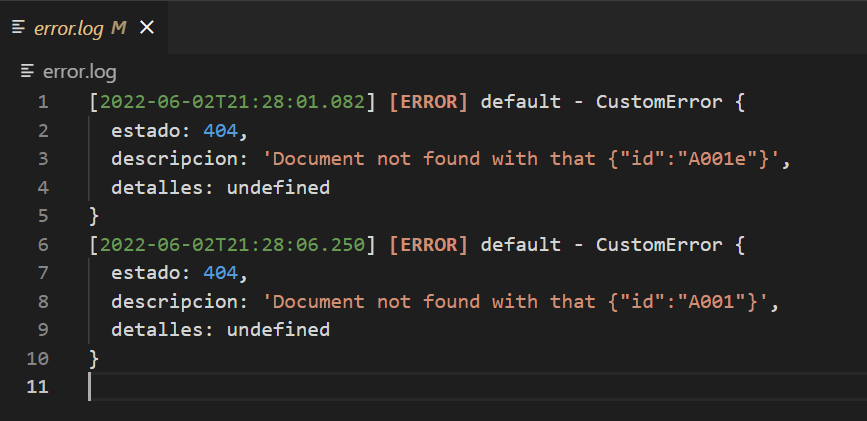 error.log M
error.log
1 [2022-06-02T21:28:01.082] [ERROR] default - CustomError {
2   estado: 404,
3   descripcion: 'Document not found with that {"id":"A001e"}',
4   detalles: undefined
5 }
6 [2022-06-02T21:28:06.250] [ERROR] default - CustomError {
7   estado: 404,
8   descripcion: 'Document not found with that {"id":"A001"}',
9   detalles: undefined
10 }
11